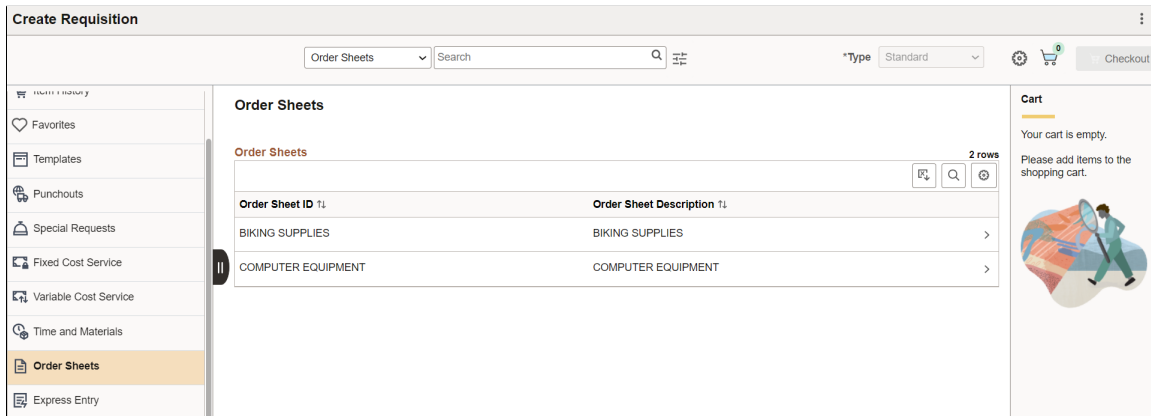 Create Requisition
Order Sheets
Search
*Type
Standard
0
Checkout
Item History
Favorites
Templates
Punchouts
Special Requests
Fixed Cost Service
Variable Cost Service
Time and Materials
Order Sheets
Express Entry
Order Sheets
Order Sheets
2 rows
Order Sheet ID
Order Sheet Description
BIKING SUPPLIES
BIKING SUPPLIES
COMPUTER EQUIPMENT
COMPUTER EQUIPMENT
Cart
Your cart is empty.
Please add items to the
shopping cart.